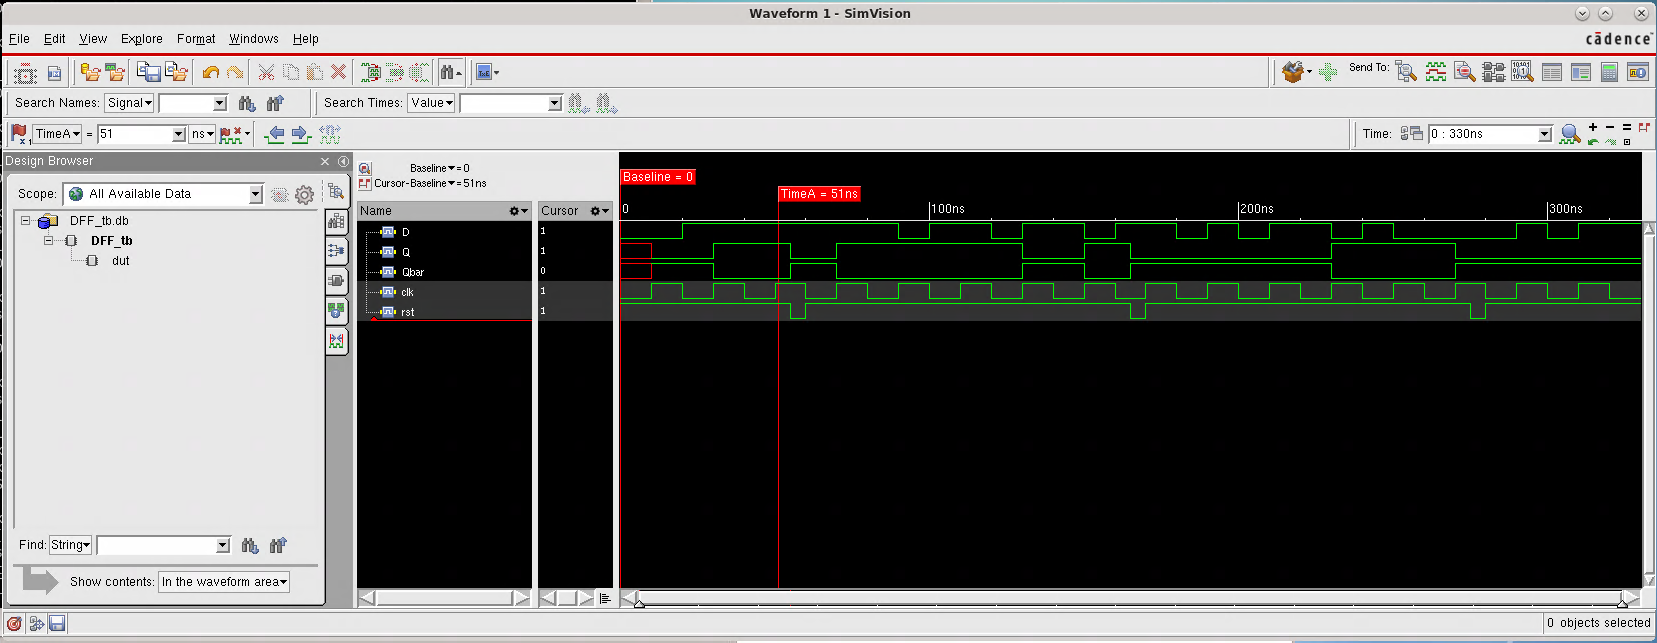 Waveform 1 - SimVision
File Edit View Explore Format Windows Help
cādence
Send To:
Search Names: Signal Search Times: Value
TimeA = 51 ns Time: 0 : 330ns
Design Browser
Scope: All Available Data
DFF_tb.db
DFF_tb
dut
Find: String
Show contents: In the waveform area
Baseline = 0
Cursor-Baseline = 51ns
Name Cursor
D 1
Q 1
Qbar 0
clk 1
rst 1
Baseline = 0
TimeA = 51ns
0 100ns 200ns 300ns
0 objects selected